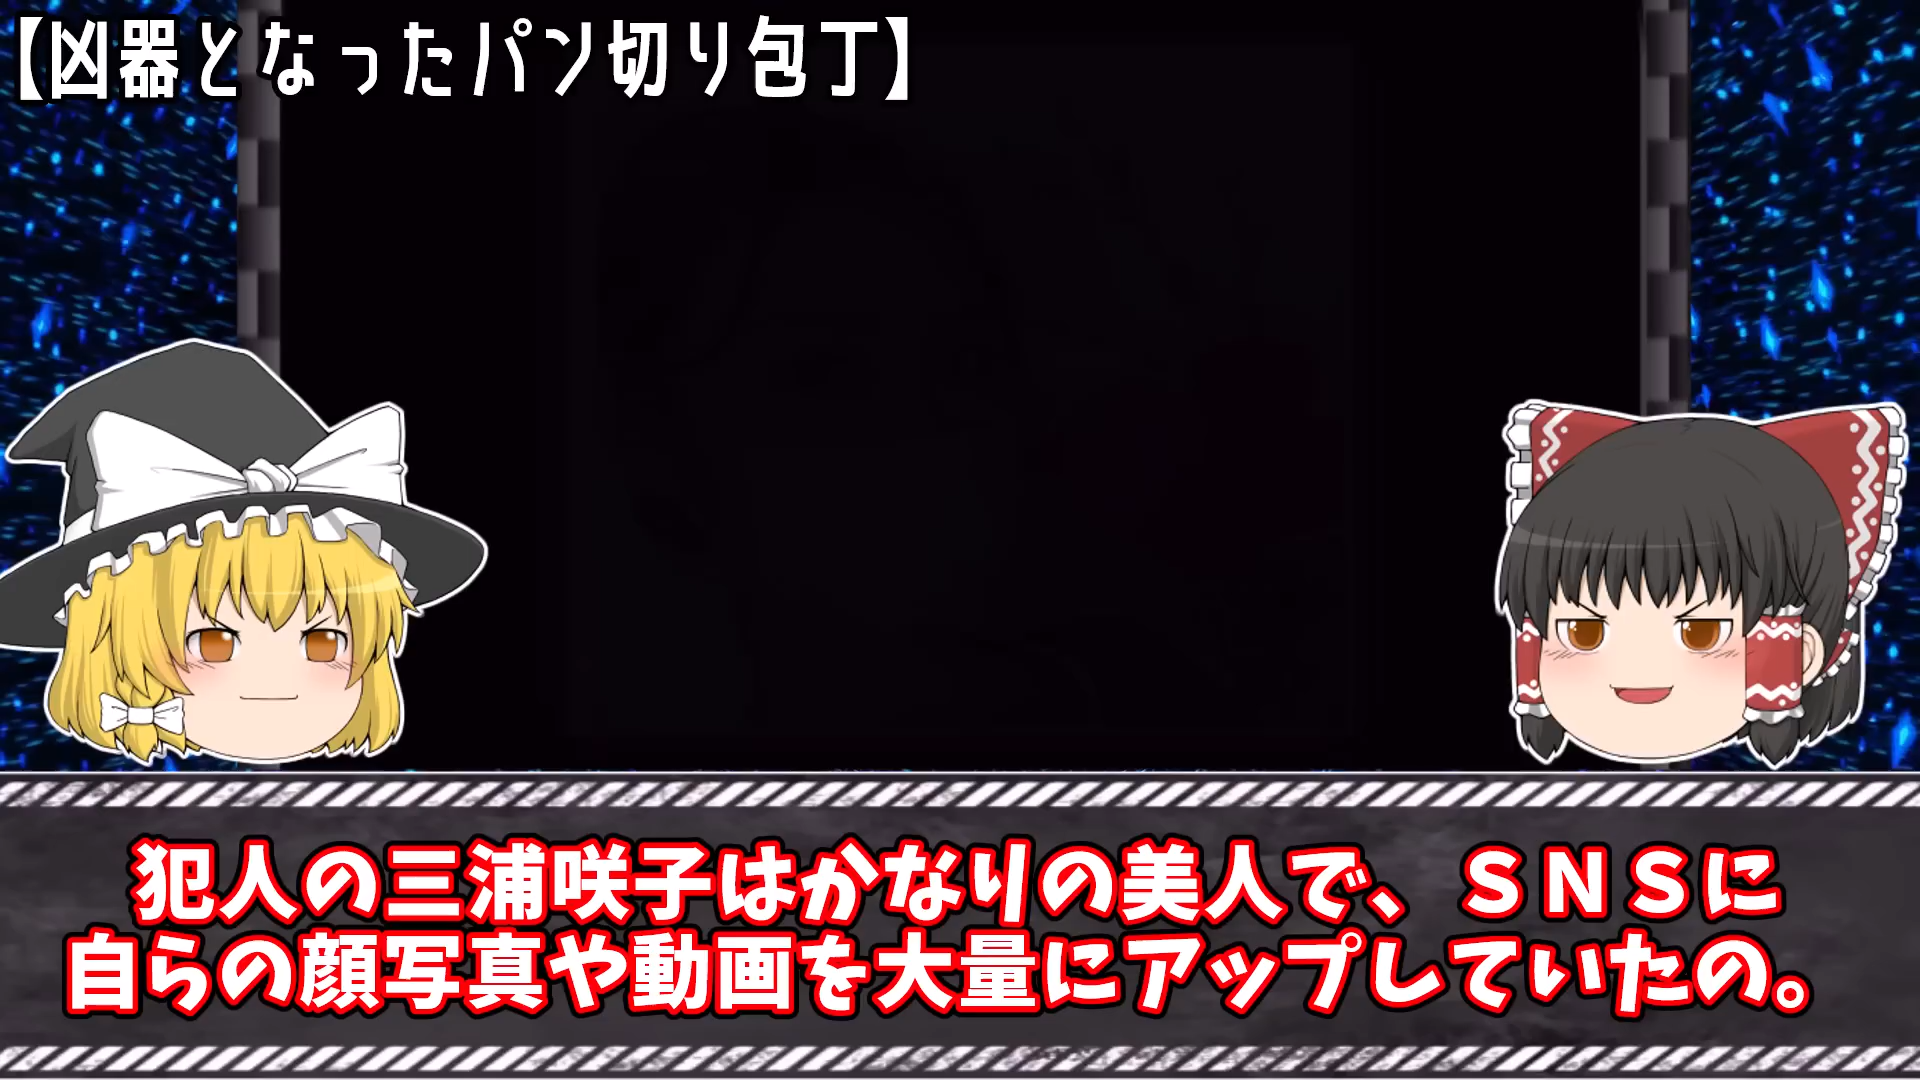 【凶器となったパン切り包丁】
犯人の三浦咲子はかなりの美人で、ＳＮＳに
自らの顔写真や動画を大量にアップしていたの。